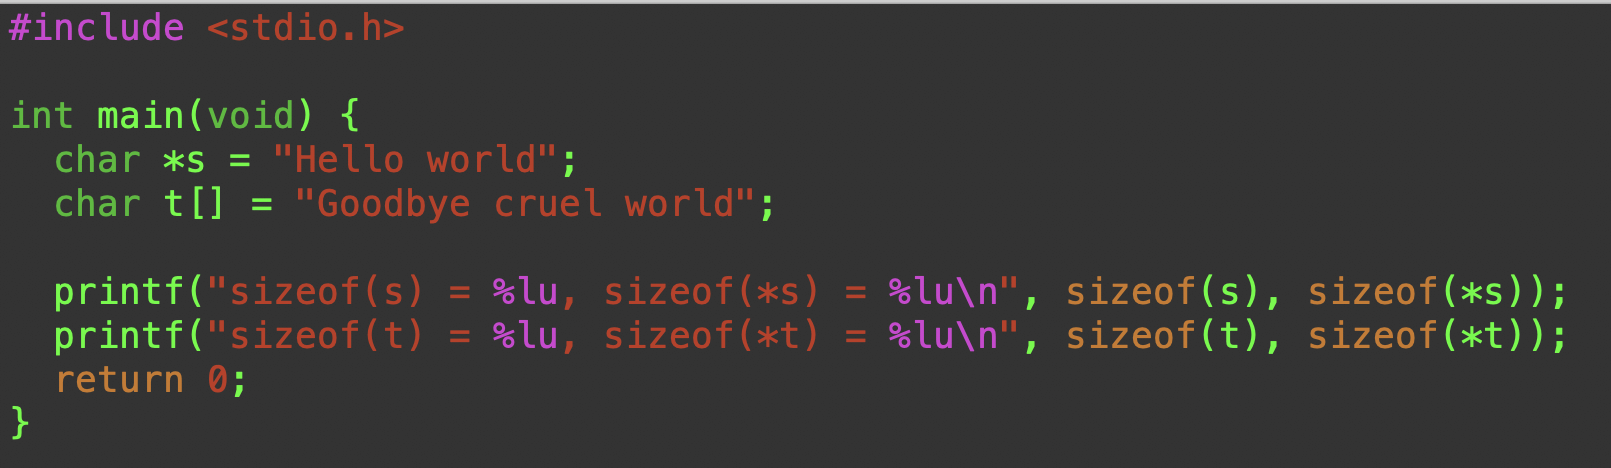 #include <stdio.h>

int main(void) {
  char *s = "Hello world";
  char t[] = "Goodbye cruel world";

  printf("sizeof(s) = %lu, sizeof(*s) = %lu\n", sizeof(s), sizeof(*s));
  printf("sizeof(t) = %lu, sizeof(*t) = %lu\n", sizeof(t), sizeof(*t));
  return 0;
}